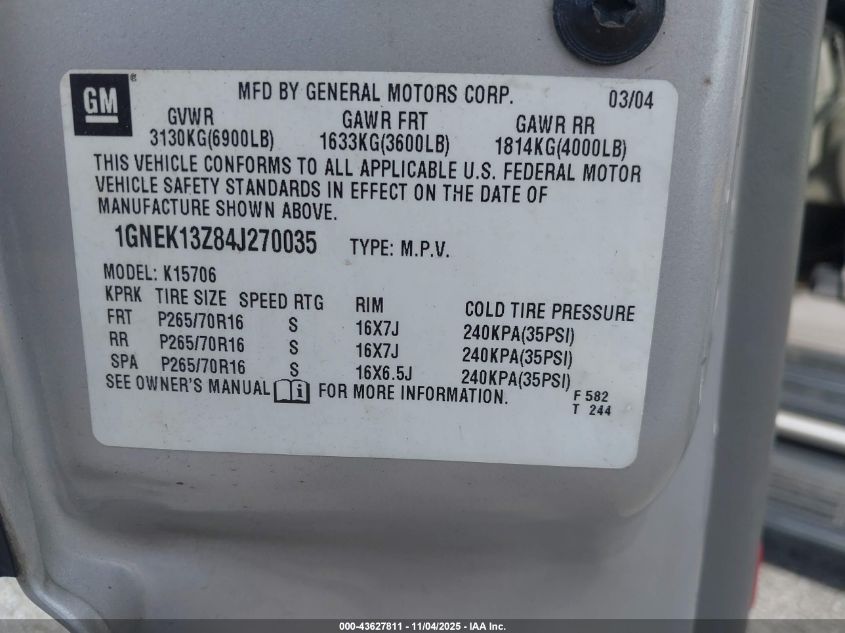 GM
®
MFD BY GENERAL MOTORS CORP. 03/04
GVWR GAWR FRT GAWR RR
3130KG(6900LB) 1633KG(3600LB) 1814KG(4000LB)
THIS VEHICLE CONFORMS TO ALL APPLICABLE U.S. FEDERAL MOTOR
VEHICLE SAFETY STANDARDS IN EFFECT ON THE DATE OF
MANUFACTURE SHOWN ABOVE.
1GNEK13Z84J270035 TYPE: M.P.V.
MODEL: K15706
KPRK TIRE SIZE SPEED RTG RIM COLD TIRE PRESSURE
FRT P265/70R16 S 16X7J 240KPA(35PSI)
RR P265/70R16 S 16X7J 240KPA(35PSI)
SPA P265/70R16 S 16X6.5J 240KPA(35PSI)
SEE OWNER'S MANUAL i FOR MORE INFORMATION. F 582
T 244
000-43627811 - 11/04/2025 - IAA Inc.